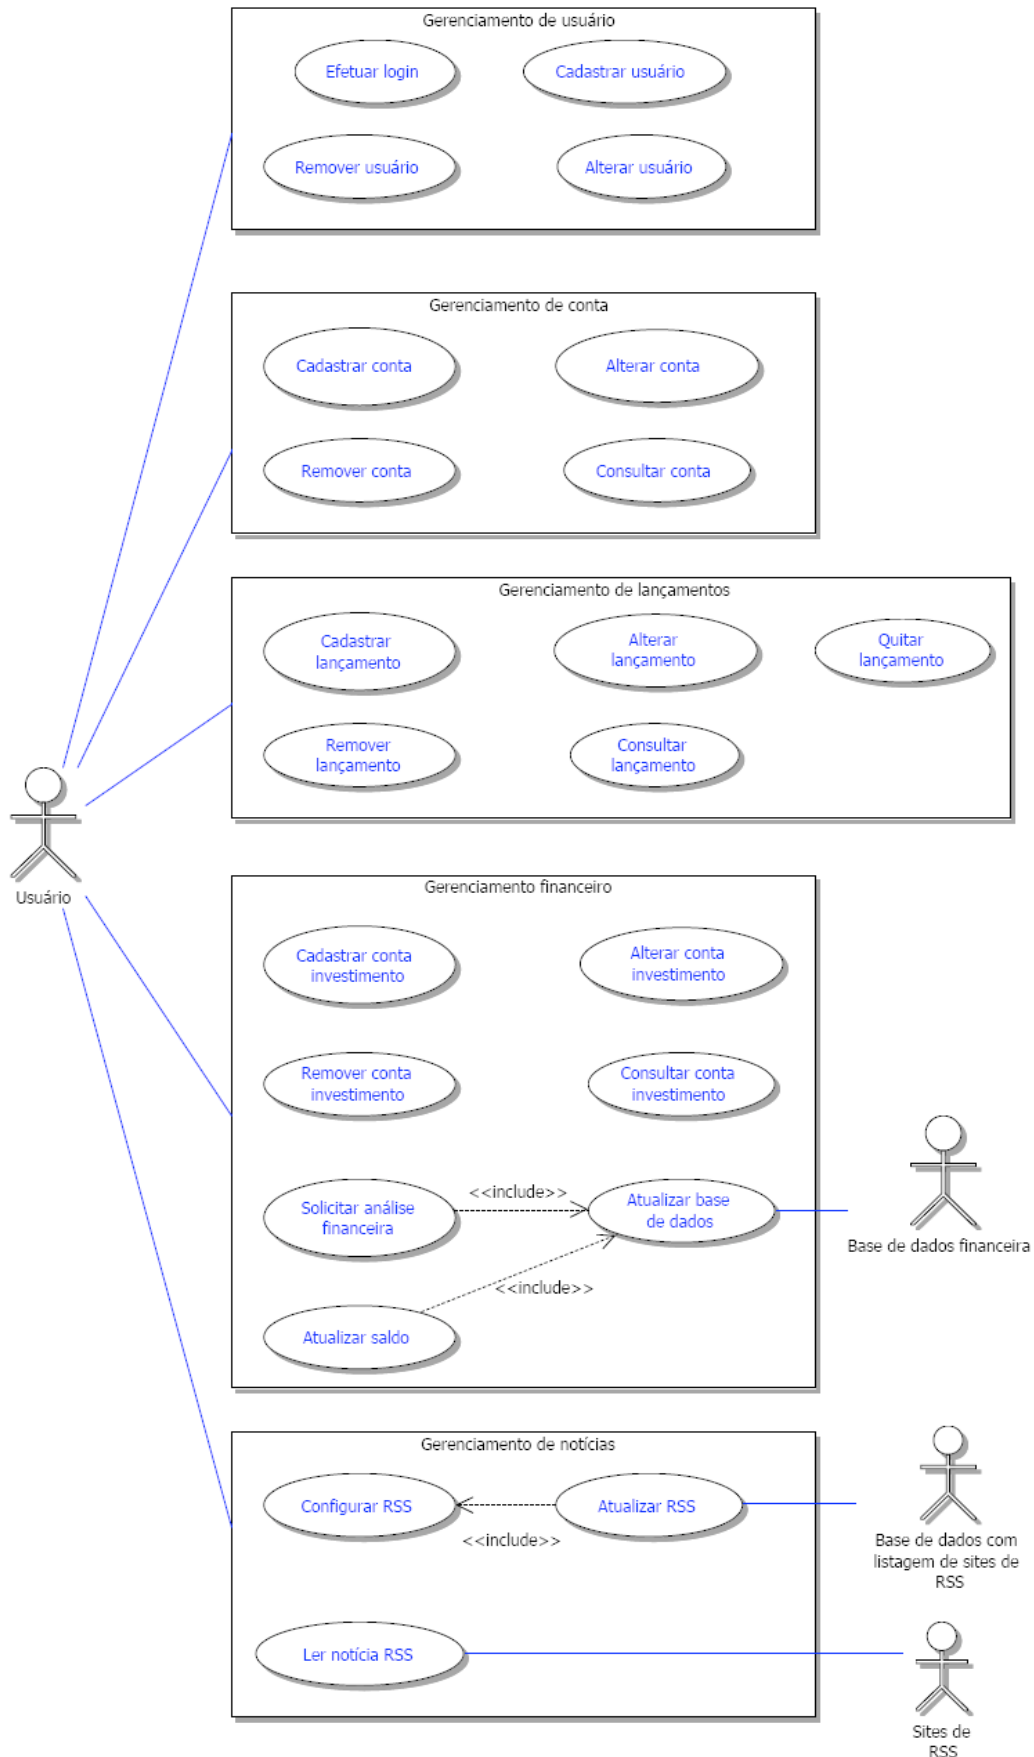 Gerenciamento de usuário
Efetuar login
Cadastrar usuário
Remover usuário
Alterar usuário
Gerenciamento de conta
Cadastrar conta
Alterar conta
Remover conta
Consultar conta
Gerenciamento de lançamentos
Cadastrar
lançamento
Alterar
lançamento
Quitar
lançamento
Remover
lançamento
Consultar
lançamento
Usuário
Gerenciamento financeiro
Cadastrar conta
investimento
Alterar conta
investimento
Remover conta
investimento
Consultar conta
investimento
Solicitar análise
financeira
<<include>>
Atualizar base
de dados
Base de dados financeira
<<include>>
Atualizar saldo
Gerenciamento de notícias
Configurar RSS
<<include>>
Atualizar RSS
Base de dados com
listagem de sites de
RSS
Ler notícia RSS
Sites de
RSS